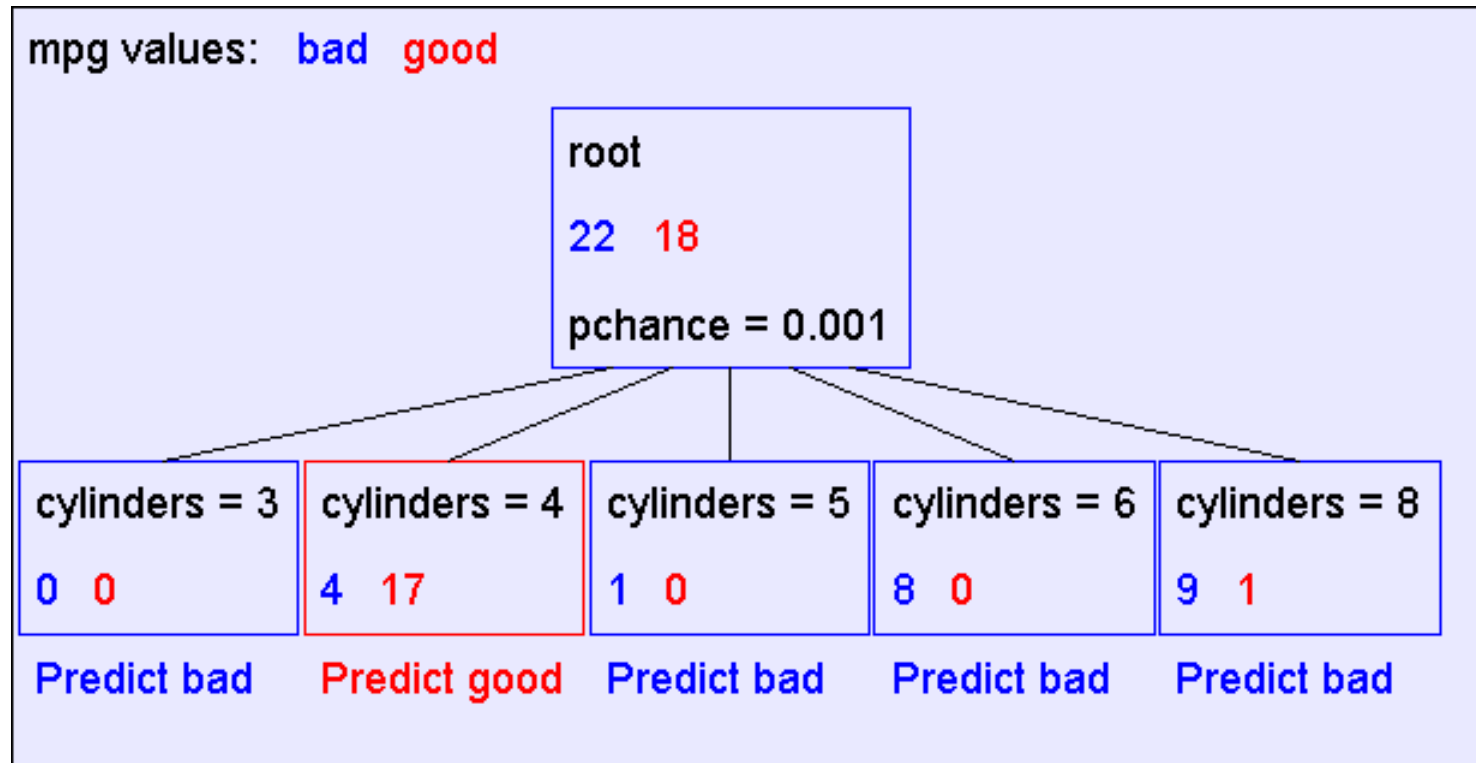 mpg values: bad good
root
22 18
pchance = 0.001
cylinders = 3 cylinders = 4 cylinders = 5 cylinders = 6 cylinders = 8
0 0 4 17 1 0 8 0 9 1
Predict bad Predict good Predict bad Predict bad Predict bad